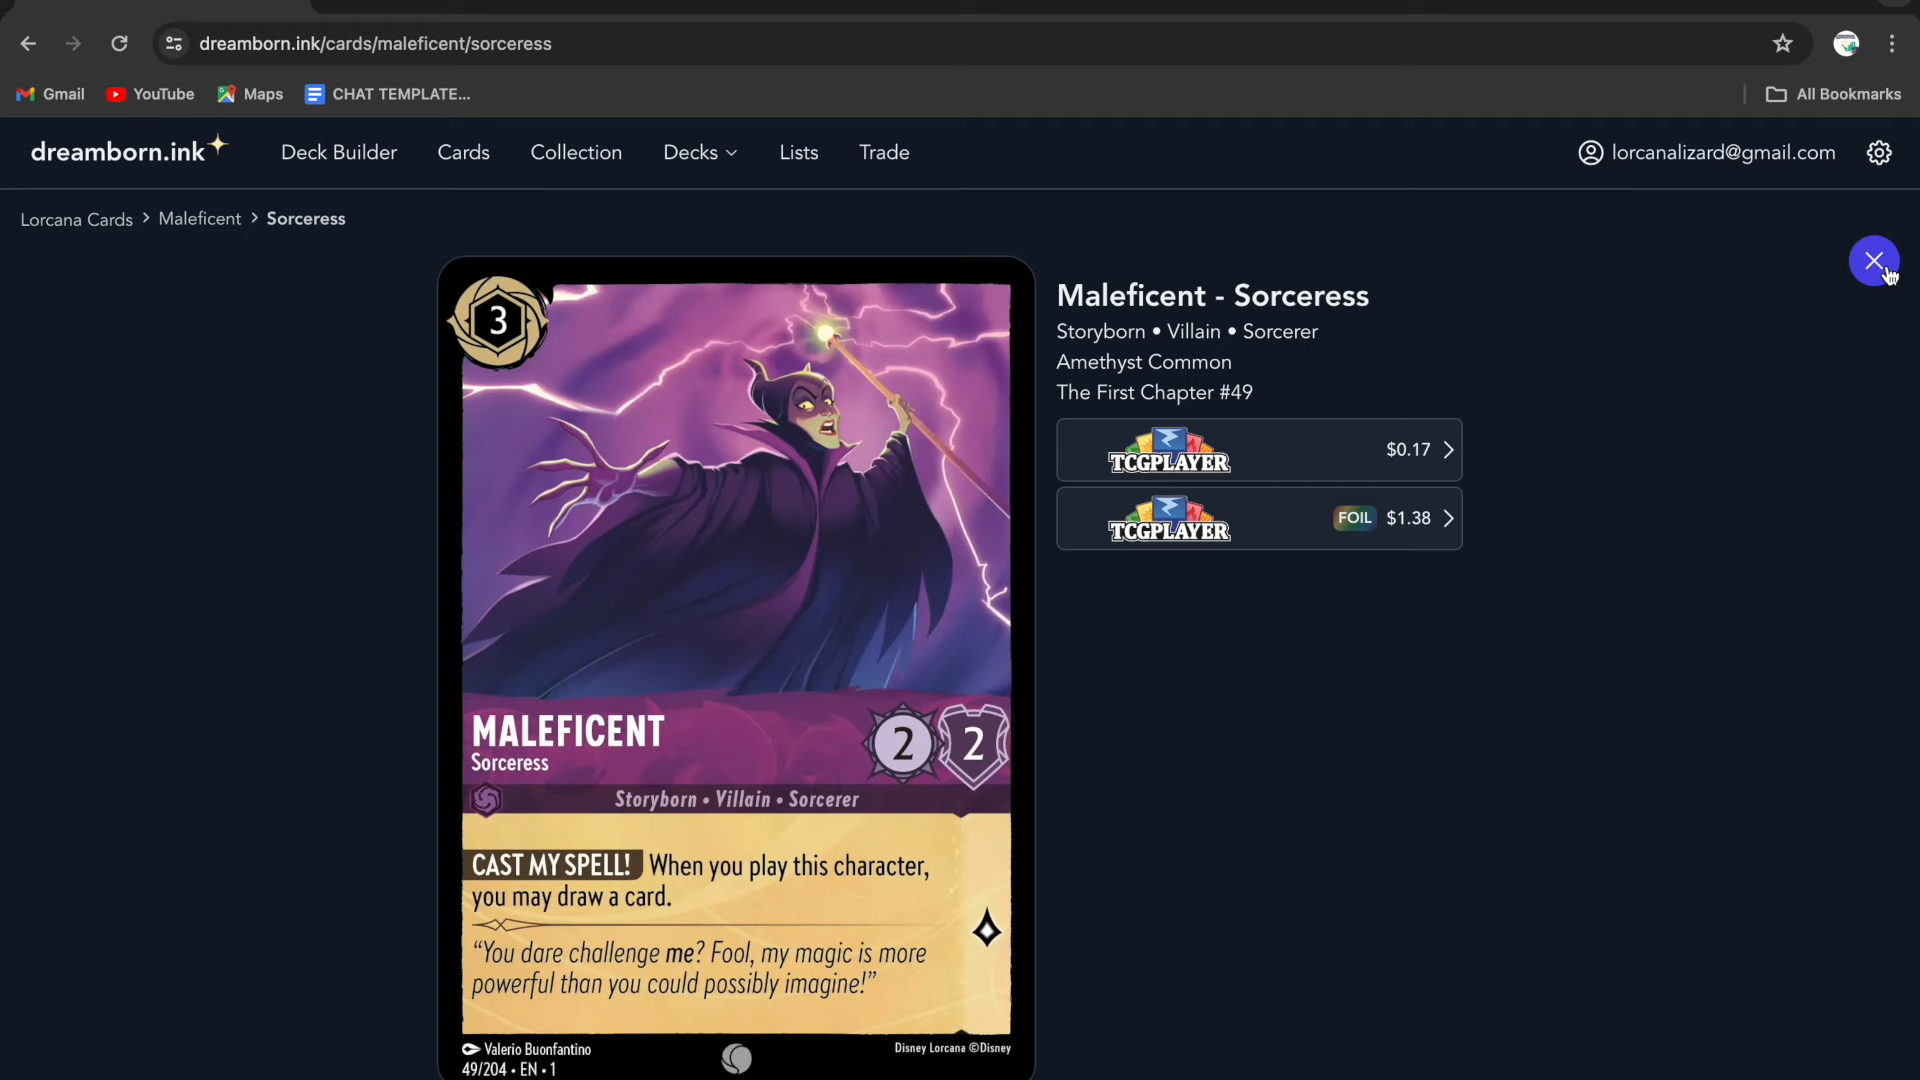 dreamborn.ink/cards/maleficent/sorceress
Gmail YouTube Maps CHAT TEMPLATE... All Bookmarks
dreamborn.ink Deck Builder Cards Collection Decks Lists Trade lorcanalizard@gmail.com
Lorcana Cards > Maleficent > Sorceress
3
MALEFICENT
Sorceress
2 2
Storyborn • Villain • Sorcerer
CAST MY SPELL! When you play this character,
you may draw a card.
“You dare challenge me? Fool, my magic is more
powerful than you could possibly imagine!”
Valerio Buonfantino
49/204 • EN • 1
Disney Lorcana ©Disney
Maleficent - Sorceress
Storyborn • Villain • Sorcerer
Amethyst Common
The First Chapter #49
TCGPLAYER $0.17
TCGPLAYER FOIL $1.38